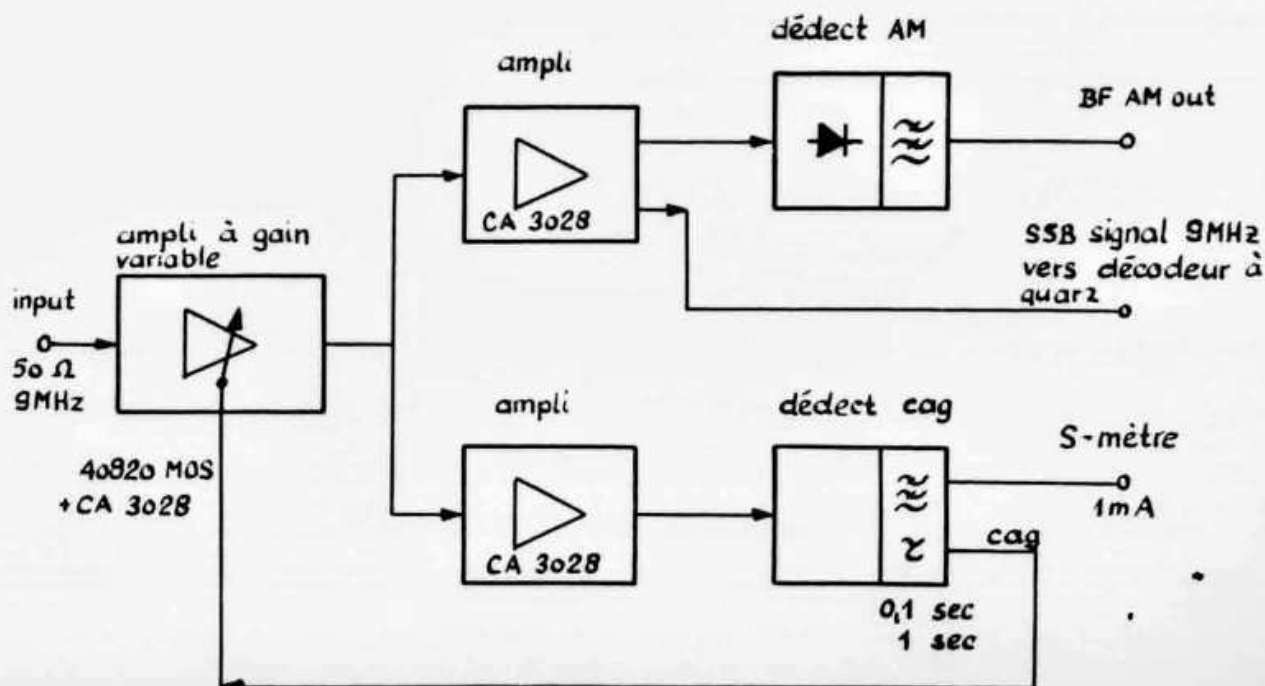 dédect AM
ampli
BF AM out
CA 3028
ampli à gain
variable
SSB signal 9MHz
vers décodeur à
quarz
input
50 Ω
9MHz
ampli
dédect cag
S-mètre
40820 MOS
+CA 3028
1mA
cag
CA 3028
0,1 sec
1 sec